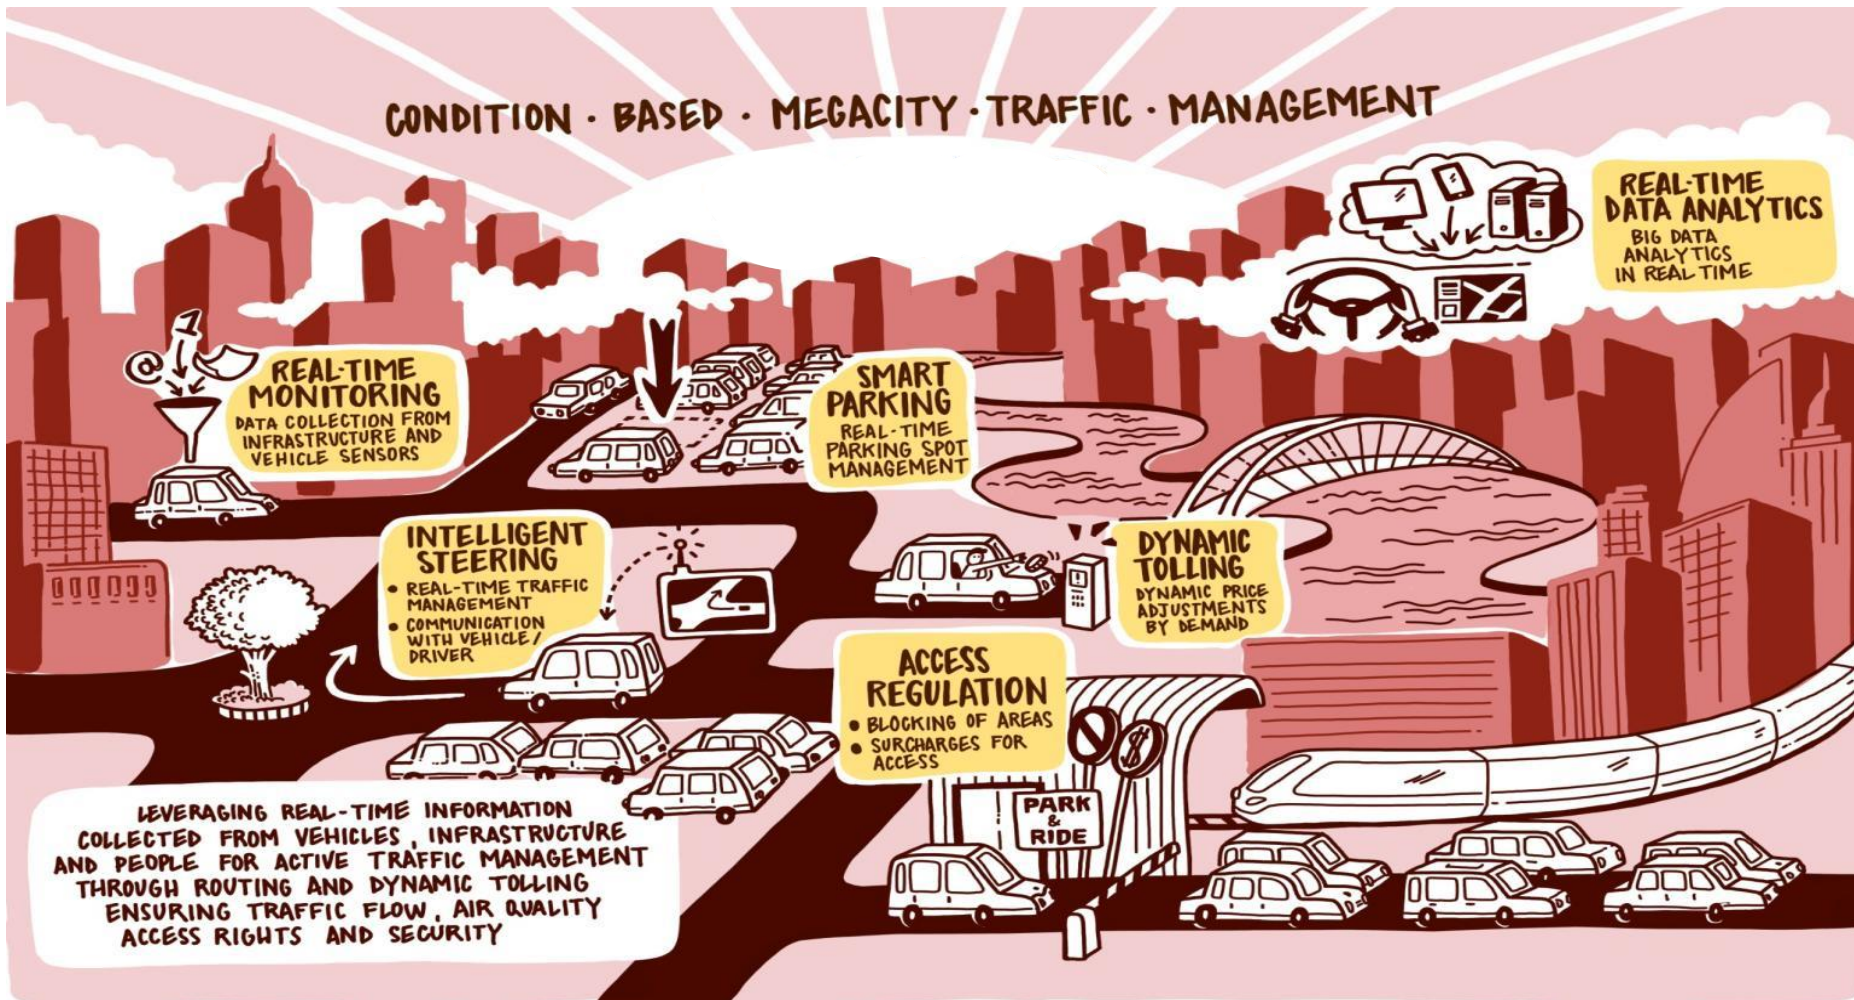 CONDITION · BASED · MEGACITY · TRAFFIC · MANAGEMENT
REAL-TIME
DATA ANALYTICS
BIG DATA
ANALYTICS
IN REAL TIME
1
@
REAL-TIME
MONITORING
DATA COLLECTION FROM
INFRASTRUCTURE AND
VEHICLE SENSORS
SMART
PARKING
REAL-TIME
PARKING SPOT
MANAGEMENT
INTELLIGENT
STEERING
• REAL-TIME TRAFFIC
MANAGEMENT
• COMMUNICATION
WITH VEHICLE/
DRIVER
DYNAMIC
TOLLING
DYNAMIC PRICE
ADJUSTMENTS
BY DEMAND
ACCESS
REGULATION
• BLOCKING OF AREAS
• SURCHARGES FOR
ACCESS
$
PARK
&
RIDE
LEVERAGING REAL-TIME INFORMATION
COLLECTED FROM VEHICLES, INFRASTRUCTURE
AND PEOPLE FOR ACTIVE TRAFFIC MANAGEMENT
THROUGH ROUTING AND DYNAMIC TOLLING
ENSURING TRAFFIC FLOW, AIR QUALITY
ACCESS RIGHTS AND SECURITY